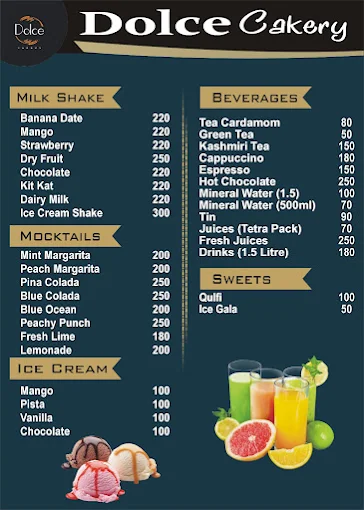 Dolce
CAKERY
Dolce Cakery
MILK SHAKE
Banana Date 220
Mango 220
Strawberry 220
Dry Fruit 250
Chocolate 220
Kit Kat 220
Dairy Milk 220
Ice Cream Shake 300
MOCKTAILS
Mint Margarita 200
Peach Margarita 200
Pina Colada 250
Blue Colada 250
Blue Ocean 200
Peachy Punch 250
Fresh Lime 180
Lemonade 200
ICE CREAM
Mango 100
Pista 100
Vanilla 100
Chocolate 100
BEVERAGES
Tea Cardamom 80
Green Tea 50
Kashmiri Tea 150
Cappuccino 180
Espresso 150
Hot Chocolate 250
Mineral Water (1.5) 100
Mineral Water (500ml) 70
Tin 90
Juices (Tetra Pack) 70
Fresh Juices 250
Drinks (1.5 Litre) 180
SWEETS
Qulfi 100
Ice Gala 50